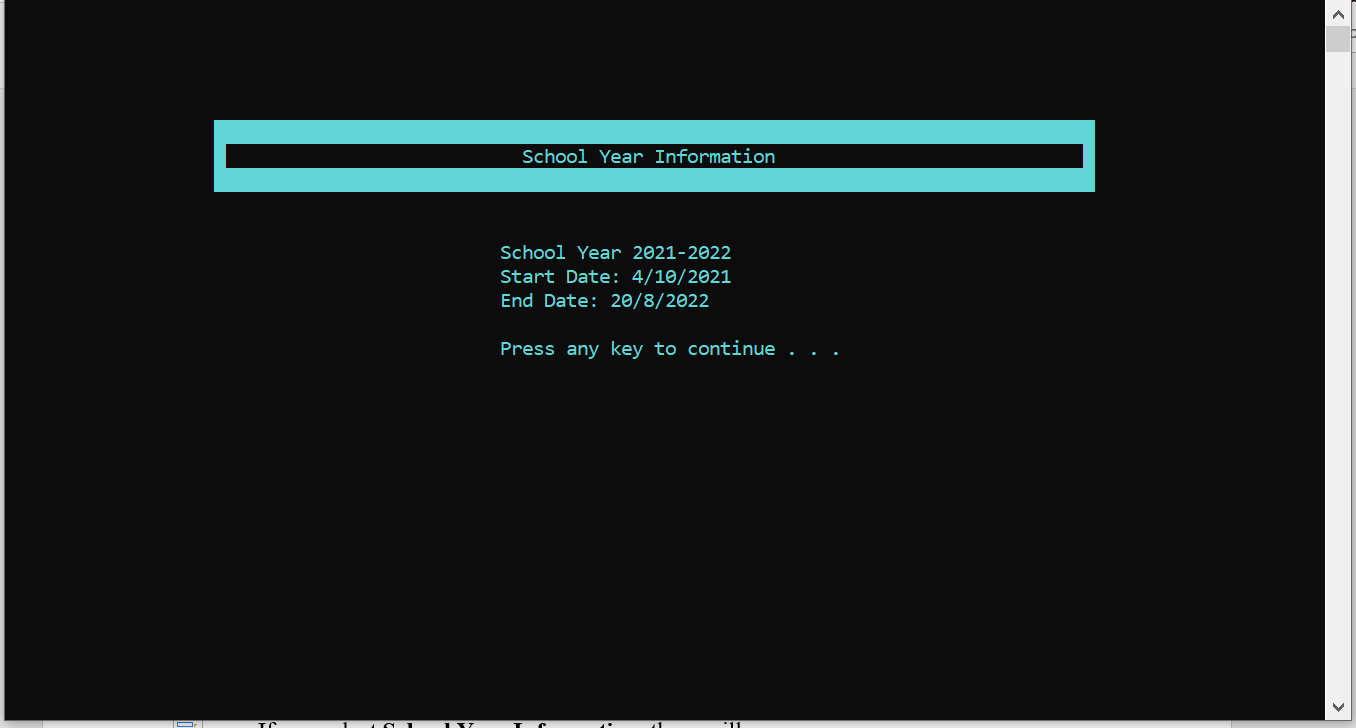 School Year Information
School Year 2021-2022
Start Date: 4/10/2021
End Date: 20/8/2022
Press any key to continue . . .